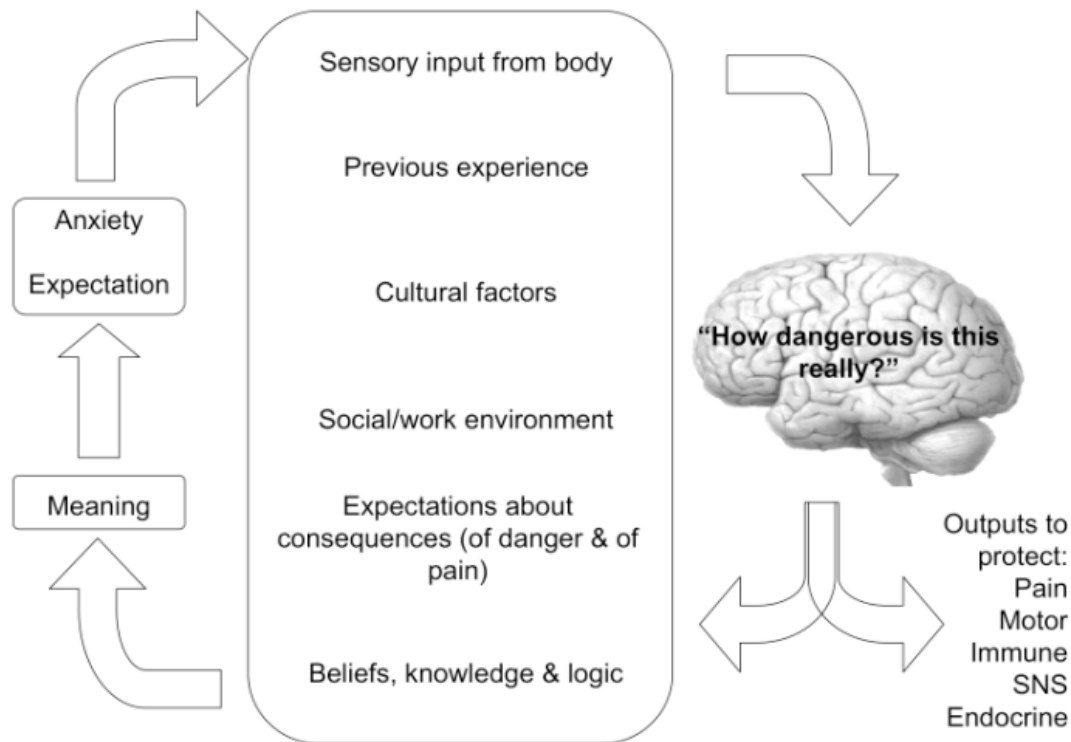 Sensory input from body
Previous experience
Cultural factors
Social/work environment
Expectations about
consequences (of danger & of
pain)
Beliefs, knowledge & logic
Anxiety
Expectation
Meaning
“How dangerous is this
really?”
Outputs to
protect:
Pain
Motor
Immune
SNS
Endocrine